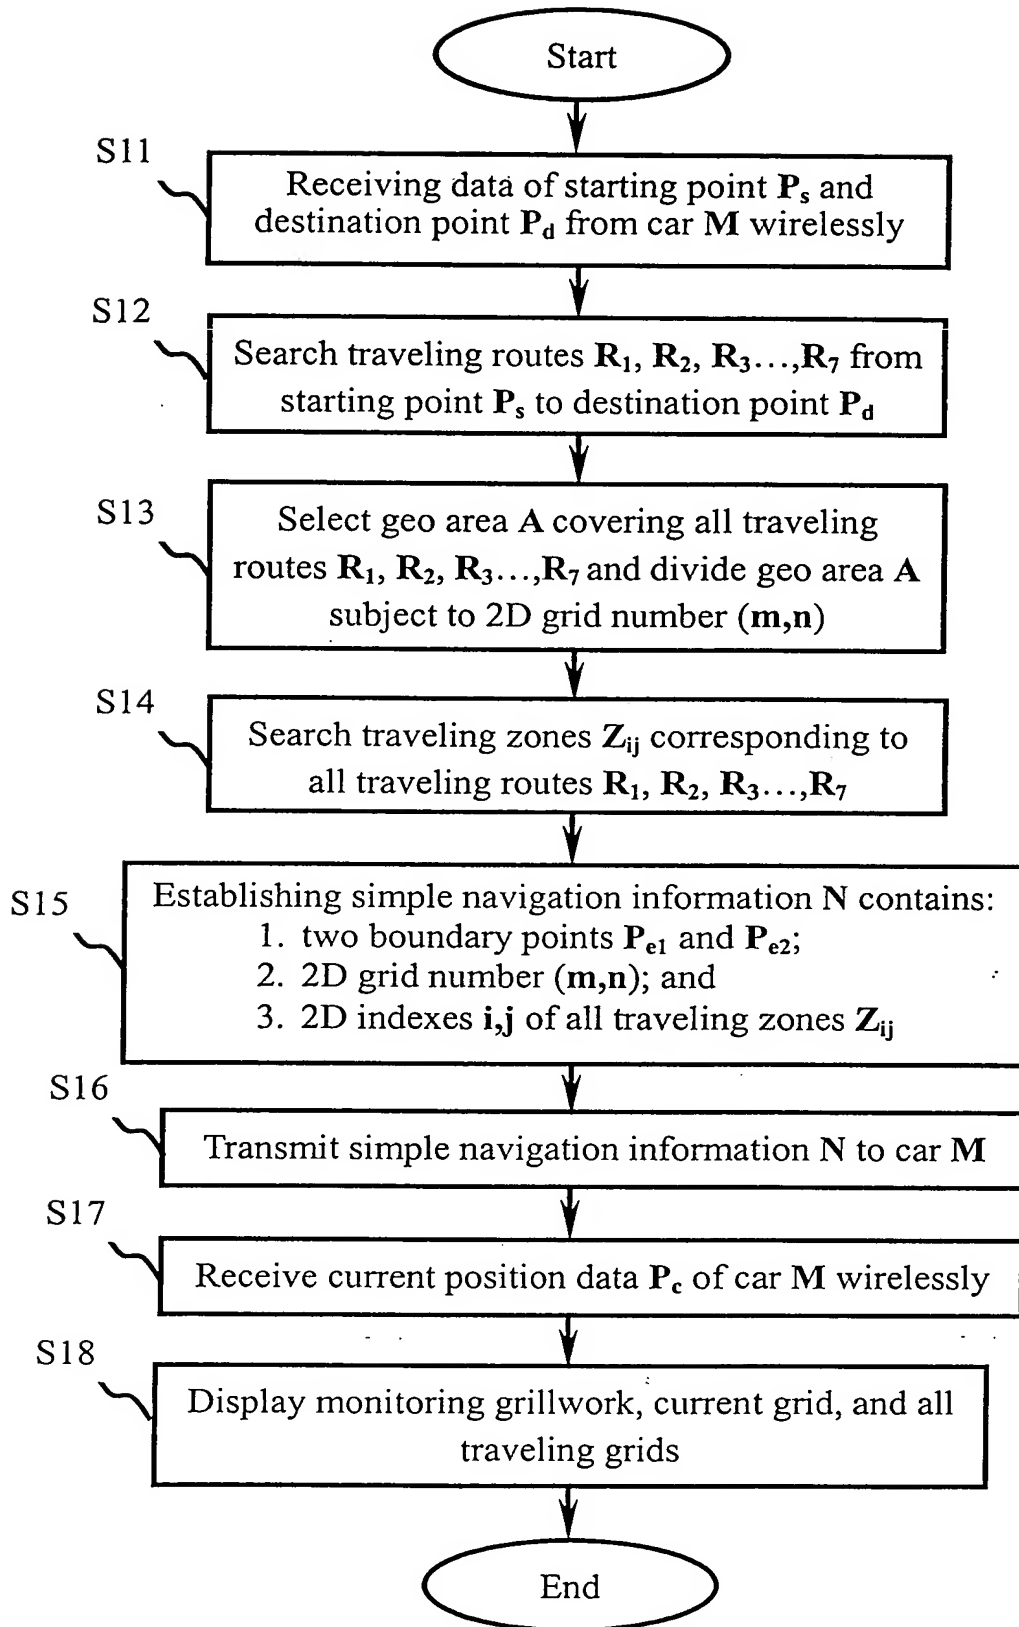 Start
S11
Receiving data of starting point Ps and
destination point Pd from car M wirelessly
S12
Search traveling routes R1, R2, R3...,R7 from
starting point Ps to destination point Pd
S13
Select geo area A covering all traveling
routes R1, R2, R3...,R7 and divide geo area A
subject to 2D grid number (m,n)
S14
Search traveling zones Zij corresponding to
all traveling routes R1, R2, R3...,R7
S15
Establishing simple navigation information N contains:
1. two boundary points Pe1 and Pe2;
2. 2D grid number (m,n); and
3. 2D indexes i,j of all traveling zones Zij
S16
Transmit simple navigation information N to car M
S17
Receive current position data Pc of car M wirelessly
S18
Display monitoring grillwork, current grid, and all
traveling grids
End